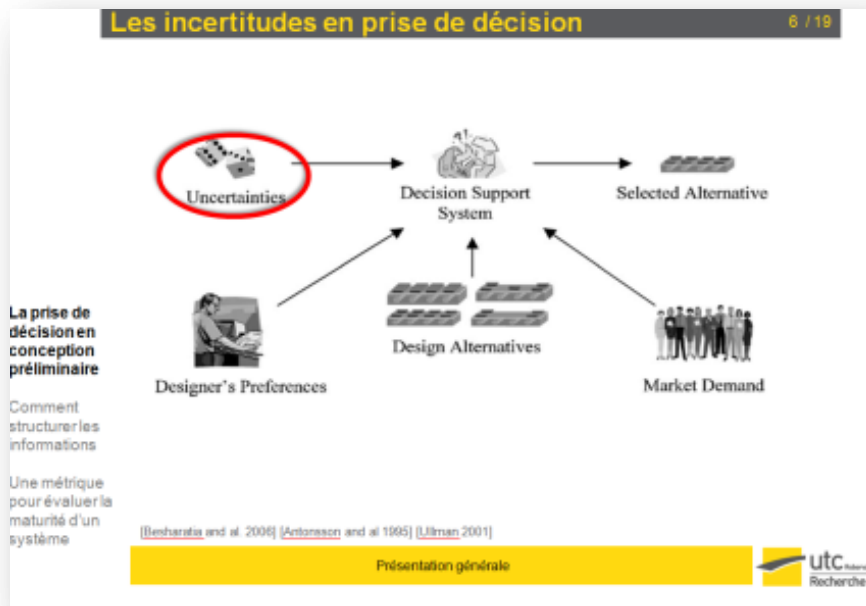 Les incertitudes en prise de décision
6 / 19
Uncertainties
Decision Support
System
Selected Alternative
Designer's Preferences
Design Alternatives
Market Demand
La prise de
décision en
conception
préliminaire
Comment
structurer les
informations
Une métrique
pour évaluer la
maturité d'un
système
[Besharatia and al. 2006] [Antonsson and al 1995] [Ullman 2001]
Présentation générale
utc
Recherche